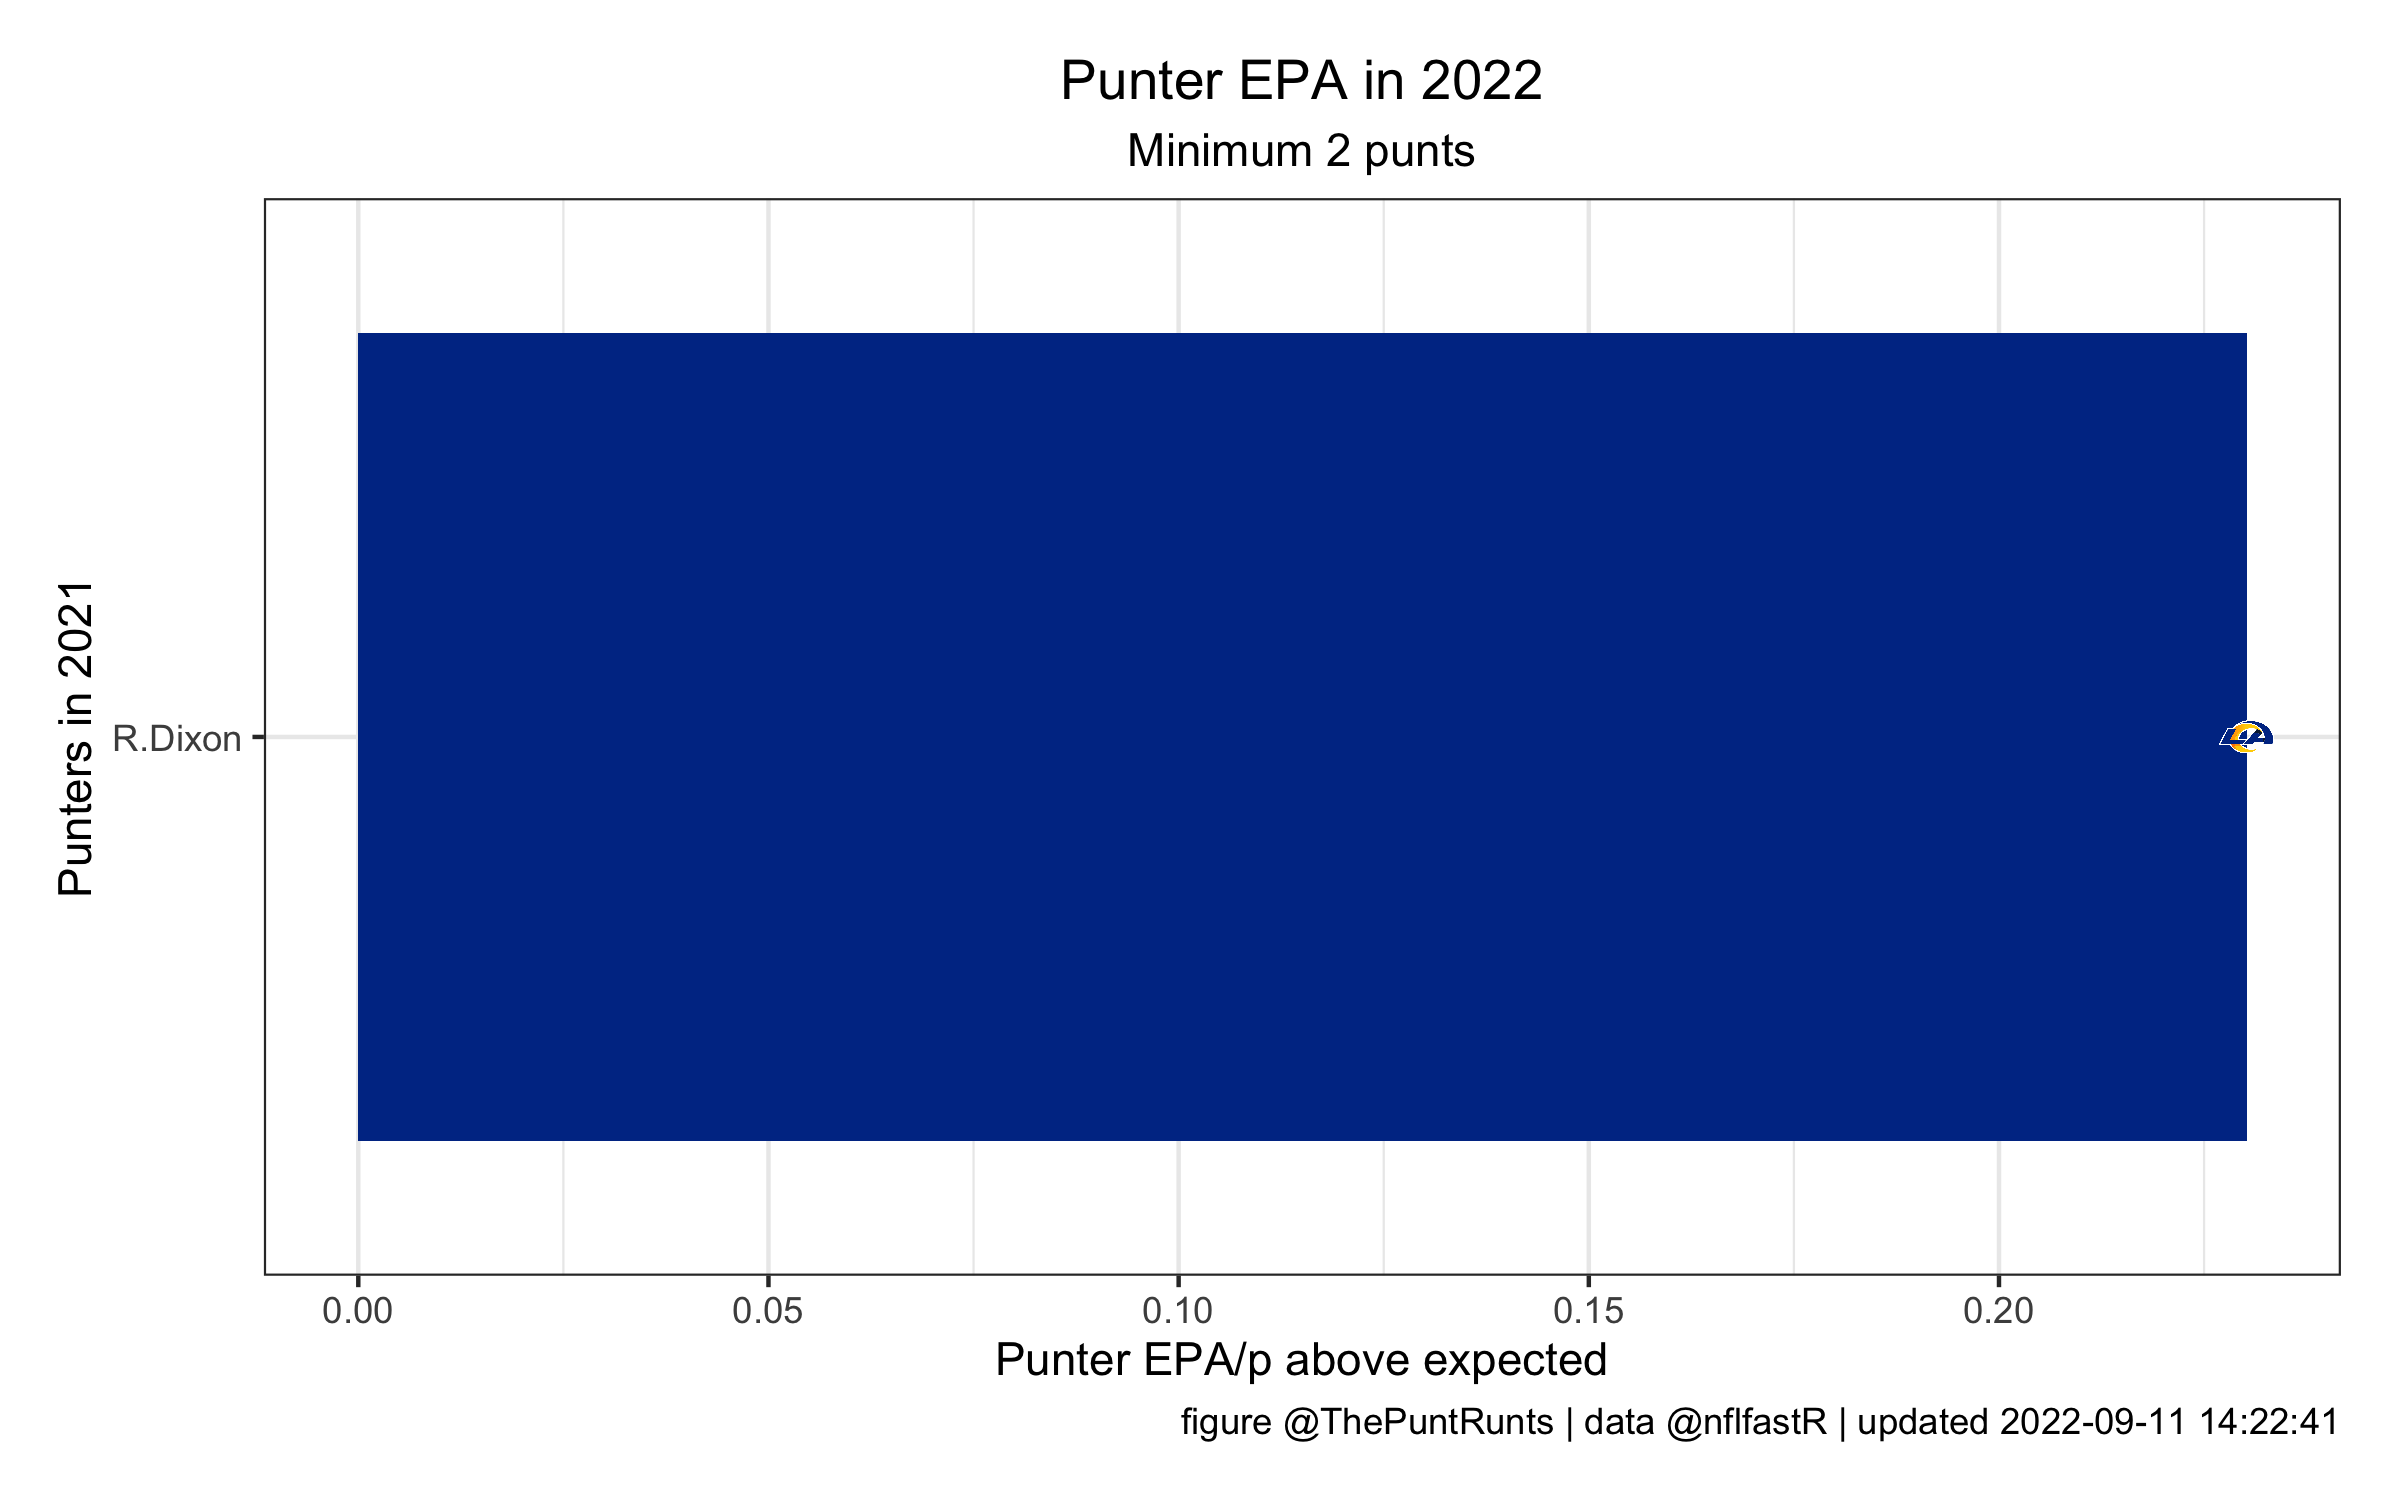 Punter EPA in 2022
Minimum 2 punts
Punters in 2021
R.Dixon
LA
0.00 0.05 0.10 0.15 0.20
Punter EPA/p above expected
figure @ThePuntRunts | data @nflfastR | updated 2022-09-11 14:22:41